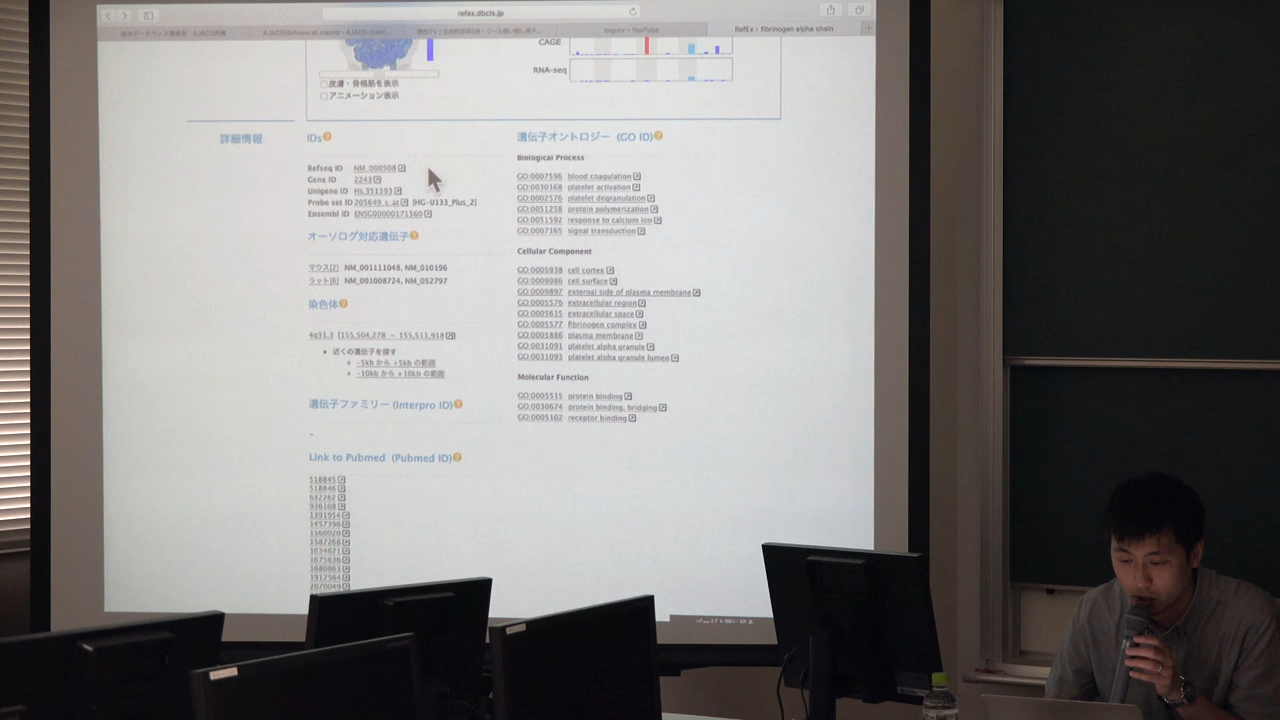 refex.dbcls.jp
RefEx - fibrinogen alpha chain
CAGE
RNA-seq
皮膚・骨格筋を表示
アニメーション表示
詳細情報
IDs
Refseq ID NM_000508
Gene ID 2243
Unigene ID Hs.351593
Probe set ID 205649_s_at [HG-U133_Plus_2]
Ensembl ID ENSG00000171560
オーソログ対応遺伝子
マウス[2] NM_001111048, NM_010196
ラット[6] NM_001008724, NM_052797
染色体
4q31.3 [155,504,278 - 155,511,918]
• 近くの遺伝子を探す
-5kb から +5kb の範囲
-10kb から +10kb の範囲
遺伝子ファミリー (Interpro ID)
-
Link to Pubmed (Pubmed ID)
518845
518846
632262
936108
1391954
1457396
1560020
1587268
1634621
1675636
1680863
1912564
2070049
遺伝子オントロジー (GO ID)
Biological Process
GO:0007596 blood coagulation
GO:0030168 platelet activation
GO:0002576 platelet degranulation
GO:0051258 protein polymerization
GO:0051592 response to calcium ion
GO:0007165 signal transduction
Cellular Component
GO:0005938 cell cortex
GO:0009986 cell surface
GO:0009897 external side of plasma membrane
GO:0005576 extracellular region
GO:0005615 extracellular space
GO:0005577 fibrinogen complex
GO:0005886 plasma membrane
GO:0031091 platelet alpha granule
GO:0031093 platelet alpha granule lumen
Molecular Function
GO:0005515 protein binding
GO:0030674 protein binding, bridging
GO:0005102 receptor binding